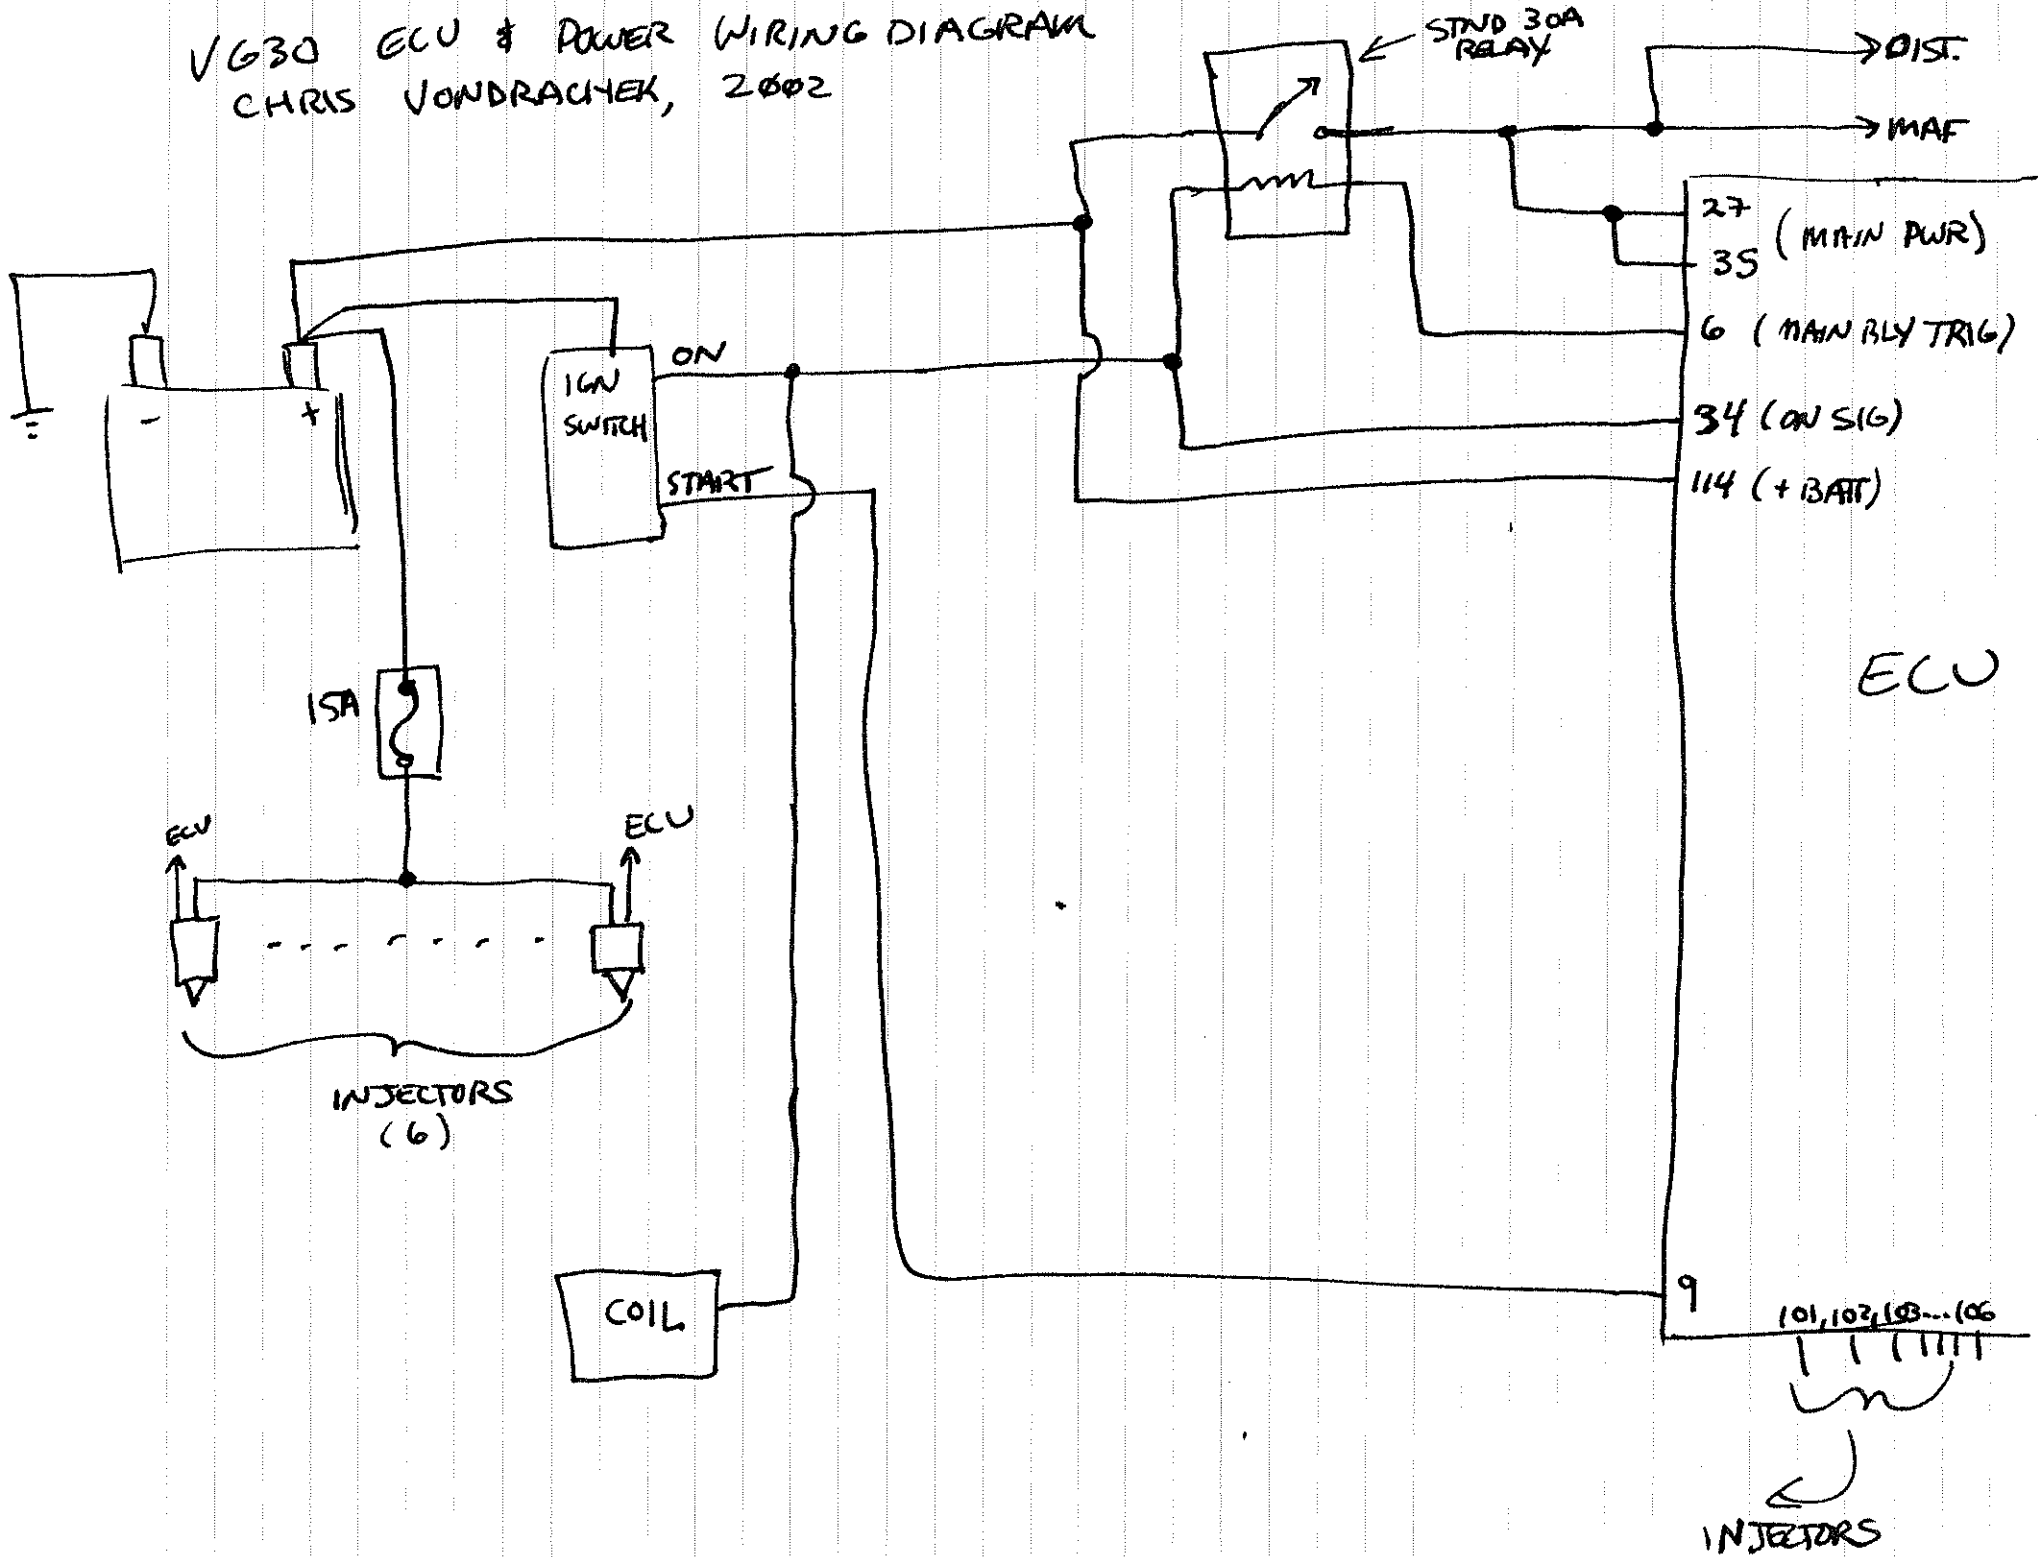 VG30 ECU & POWER WIRING DIAGRAM
CHRIS VONDRACHEK, 2002
STND 30A
RELAY
DIST.
MAF
27
(MAIN PWR)
35
6 (MAIN RLY TRIG)
34 (ON SIG)
114 (+ BATT)
ECU
9
101, 102, 103....106
INJECTORS
-
+
IGN
SWITCH
ON
START
15A
ECU
ECU
INJECTORS
(6)
COIL